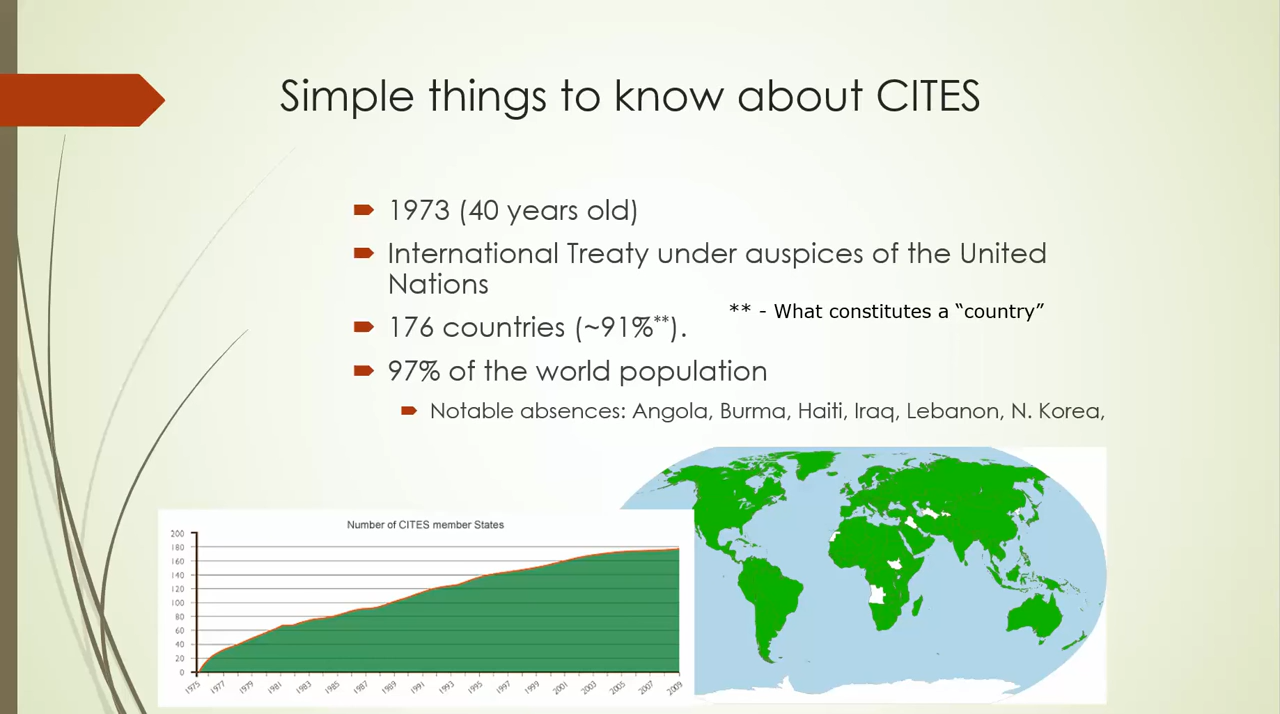 Simple things to know about CITES
1973 (40 years old)
International Treaty under auspices of the United
Nations
** - What constitutes a “country”
176 countries (~91%**).
97% of the world population
Notable absences: Angola, Burma, Haiti, Iraq, Lebanon, N. Korea,
Number of CITES member States
200
180
160
140
120
100
80
60
40
20
0
1975 1977 1979 1981 1983 1985 1987 1989 1991 1993 1995 1997 1999 2001 2003 2005 2007 2009